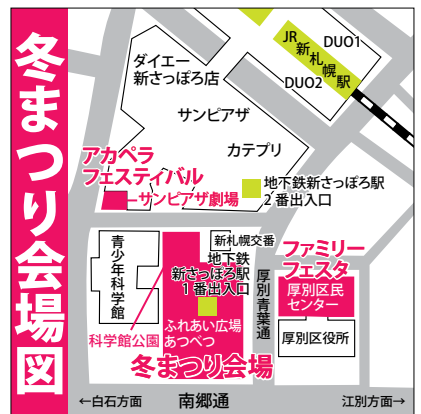 冬まつり会場図
ダイエー
新さっぽろ店
サンピアザ
カテプリ
DUO1
DUO2
JR新札幌駅
アカペラ
フェスティバル
サンピアザ劇場
地下鉄新さっぽろ駅
2番出入口
青少年科学館
新札幌交番
地下鉄
新さっぽろ駅
1番出入口
科学館公園
ふれあい広場
あつべつ
冬まつり会場
厚別青葉通
ファミリー
フェスタ
厚別区民
センター
厚別区役所
←白石方面
南郷通
江別方面→